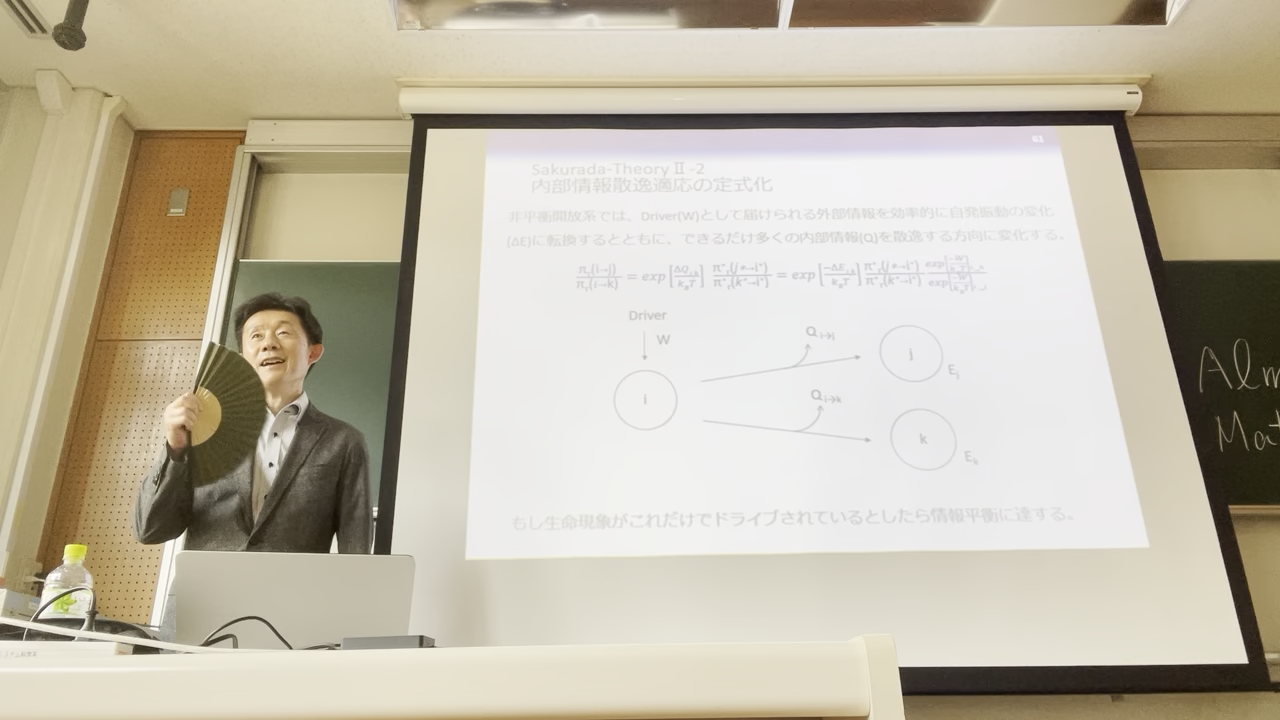 61
Sakurada-Theory Ⅱ-2
内部情報散逸適応の定式化
非平衡開放系では、Driver(W)として届けられる外部情報を効率的に自発振動の変化
(ΔE)に転換するとともに、できるだけ多くの内部情報(Q)を散逸する方向に変化する。
Driver
W
i
Q i→j
j
E j
Q i→k
k
E k
もし生命現象がこれだけでドライブされているとしたら情報平衡に達する。